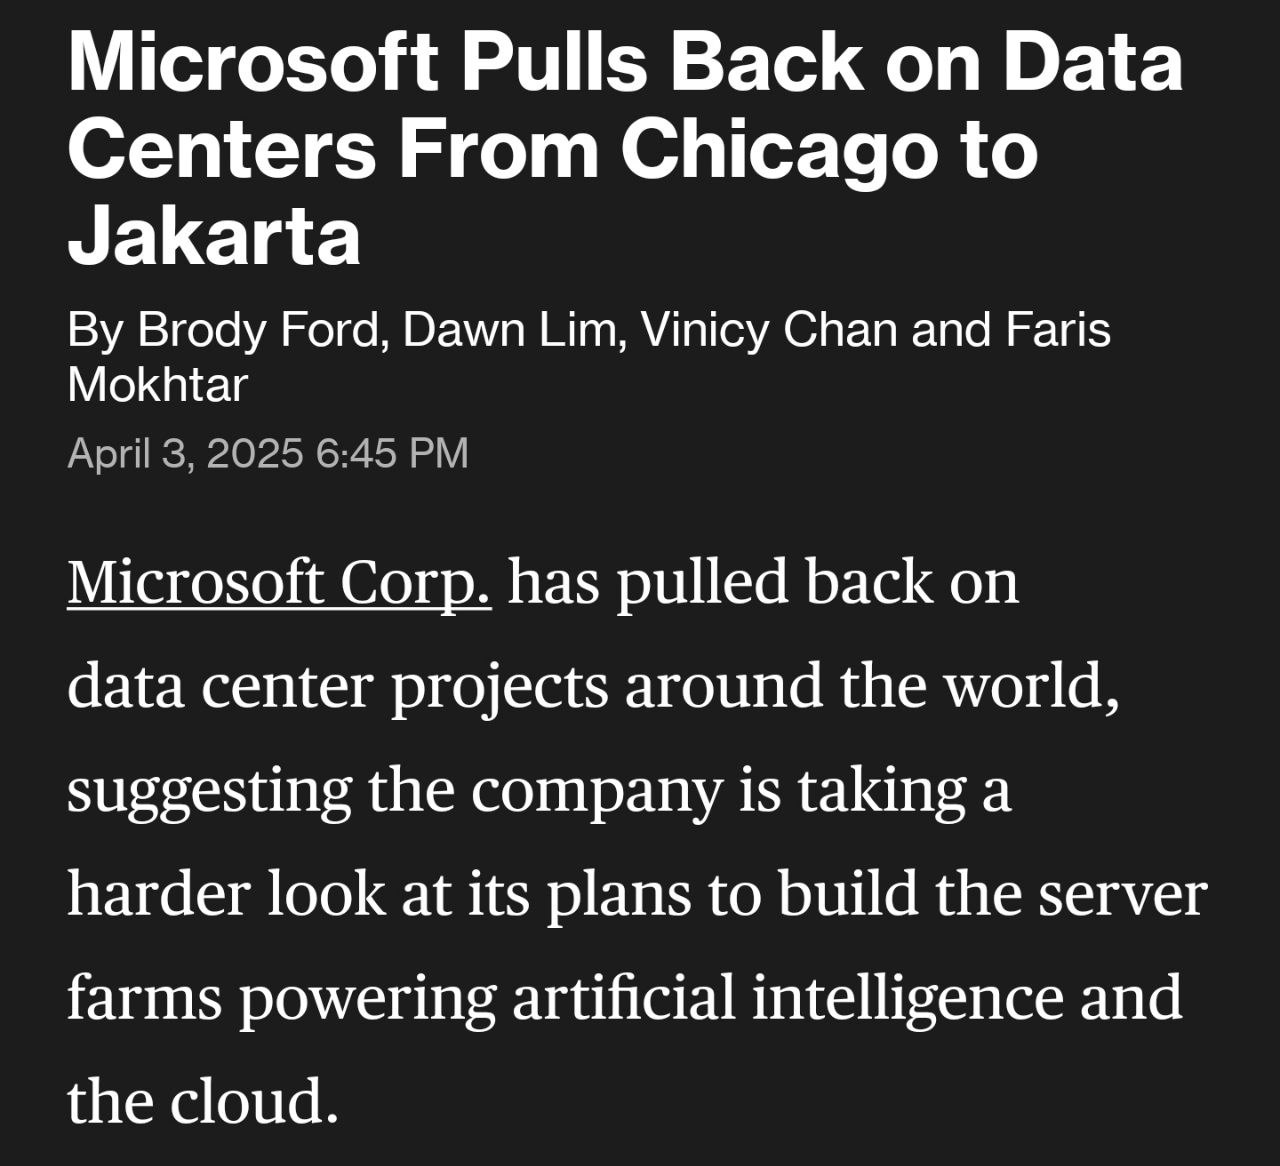 Microsoft Pulls Back on Data
Centers From Chicago to
Jakarta
By Brody Ford, Dawn Lim, Vinicy Chan and Faris
Mokhtar
April 3, 2025 6:45 PM
Microsoft Corp. has pulled back on
data center projects around the world,
suggesting the company is taking a
harder look at its plans to build the server
farms powering artificial intelligence and
the cloud.